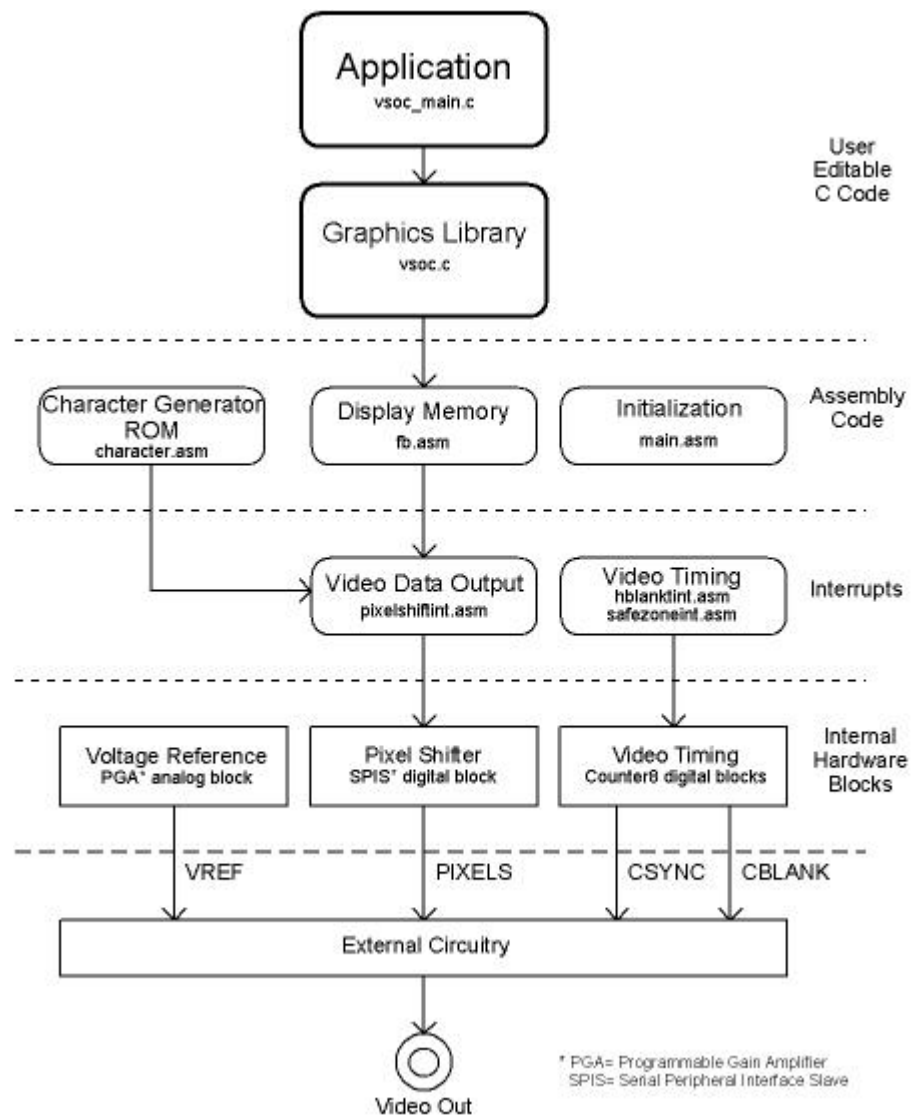 Application
vsoc_main.c
User
Editable
C Code
Graphics Library
vsoc.c
Character Generator
ROM
character.asm
Display Memory
fb.asm
Initialization
main.asm
Assembly
Code
Video Data Output
pixelshiftint.asm
Video Timing
hblanktint.asm
safezoneint.asm
Interrupts
Voltage Reference
PGA* analog block
Pixel Shifter
SPIS* digital block
Video Timing
Counter8 digital blocks
Internal
Hardware
Blocks
VREF
PIXELS
CSYNC
CBLANK
External Circuitry
Video Out
* PGA= Programmable Gain Amplifier
SPIS= Serial Peripheral Interface Slave